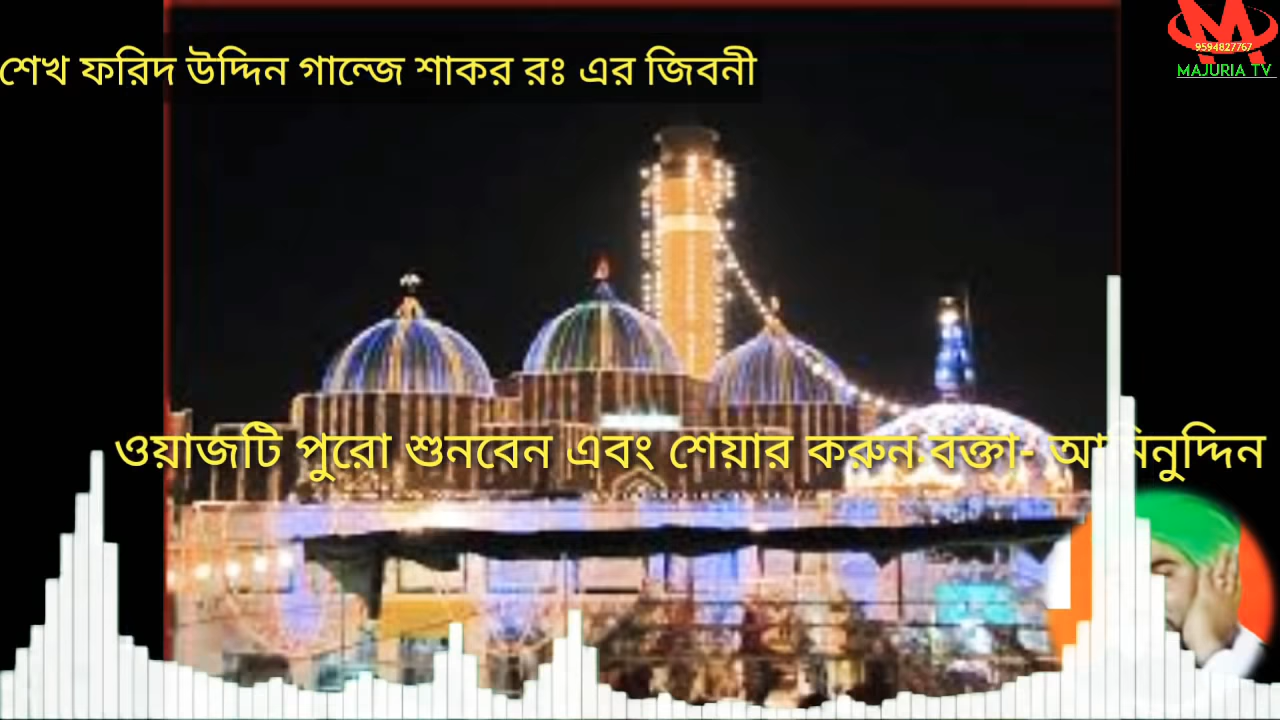 শেখ ফরিদ উদ্দিন গান্জে শাকর রঃ এর জিবনী
9594827767
MAJURIA TV
ওয়াজটি পুরো শুনবেন এবং শেয়ার করুন.বক্তা-